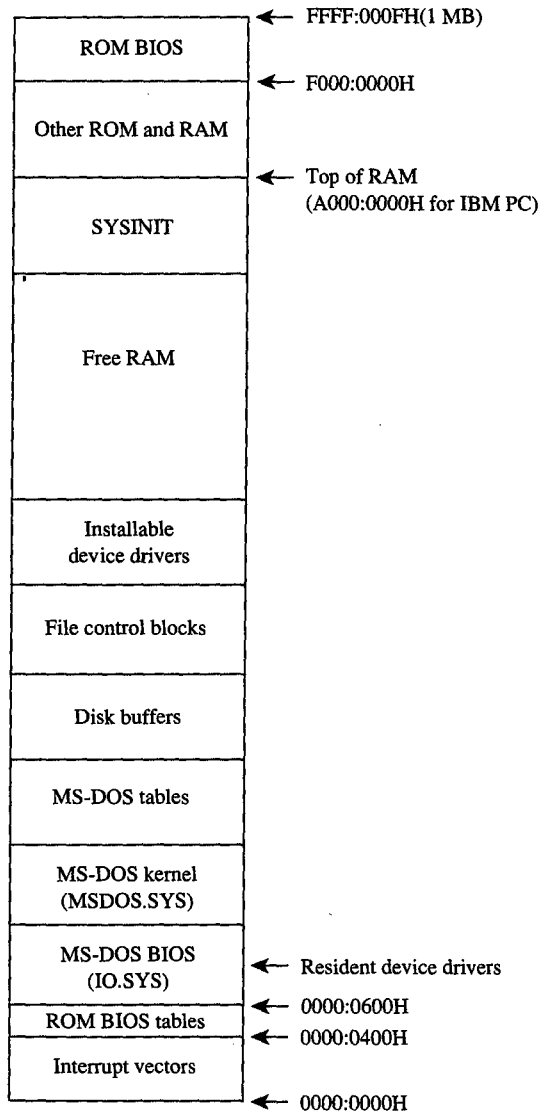 FFFF:000FH(1 MB)
ROM BIOS
F000:0000H
Other ROM and RAM
Top of RAM
(A000:0000H for IBM PC)
SYSINIT
Free RAM
Installable
device drivers
File control blocks
Disk buffers
MS-DOS tables
MS-DOS kernel
(MSDOS.SYS)
MS-DOS BIOS
(IO.SYS)
Resident device drivers
0000:0600H
ROM BIOS tables
0000:0400H
Interrupt vectors
0000:0000H